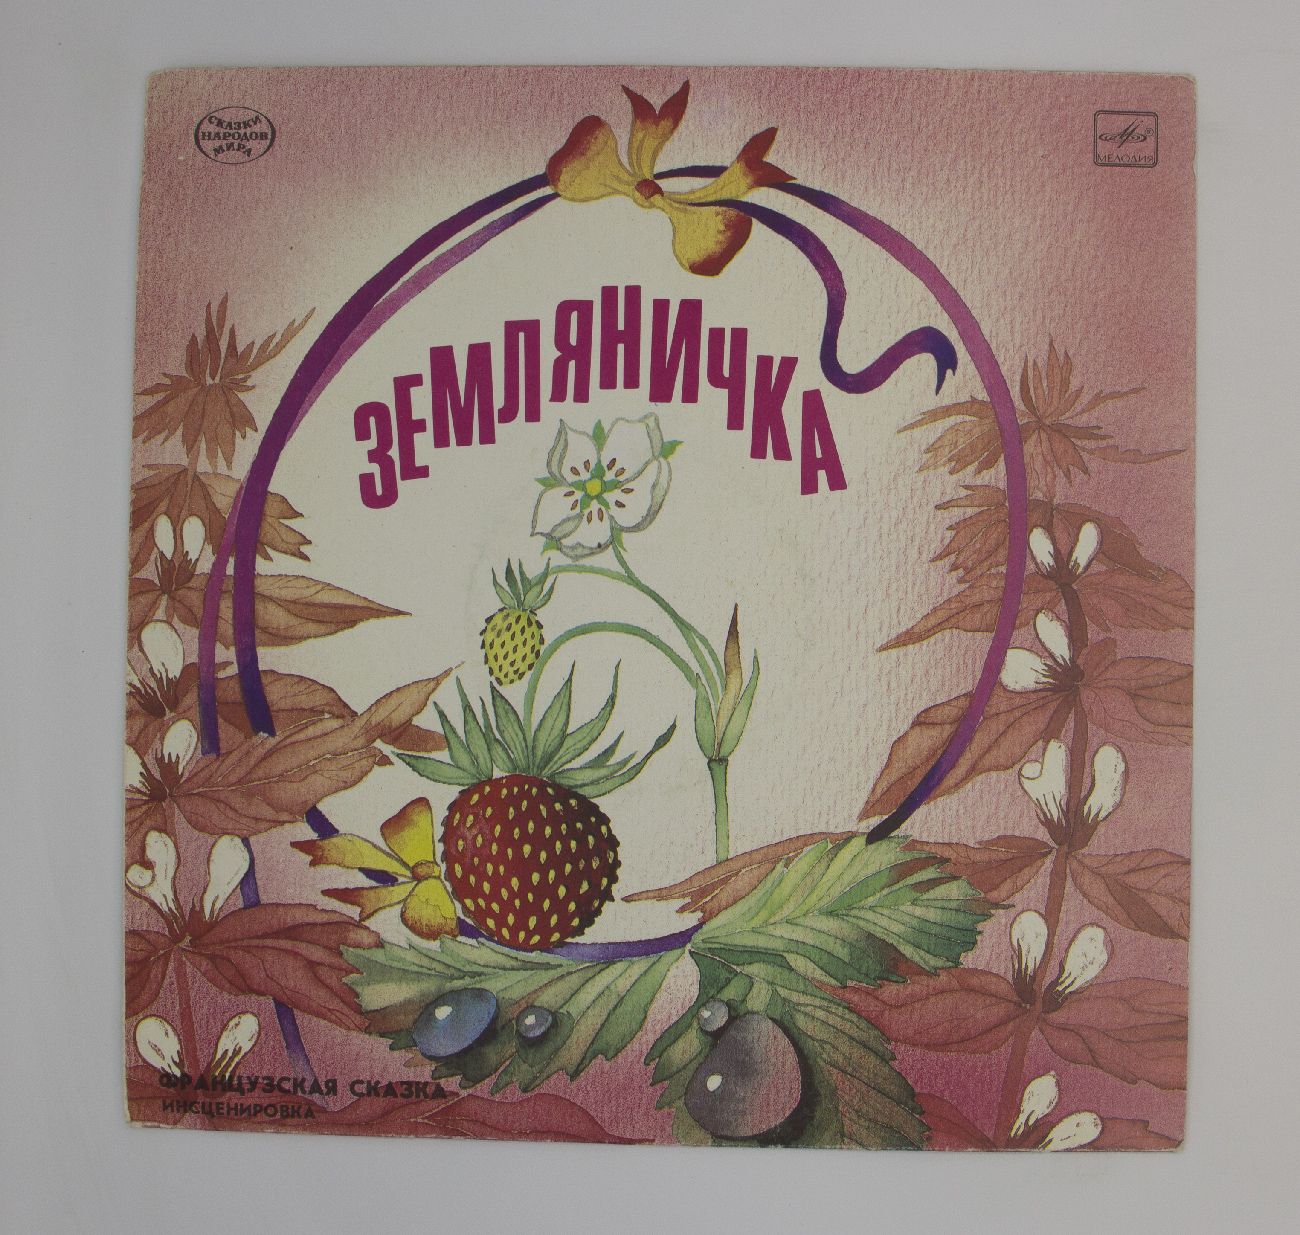 СКАЗКИ
НАРОДОВ
МИРА
МЕЛОДИЯ
ЗЕМЛЯНИЧКА
ФРАНЦУЗСКАЯ СКАЗКА
ИНСЦЕНИРОВКА